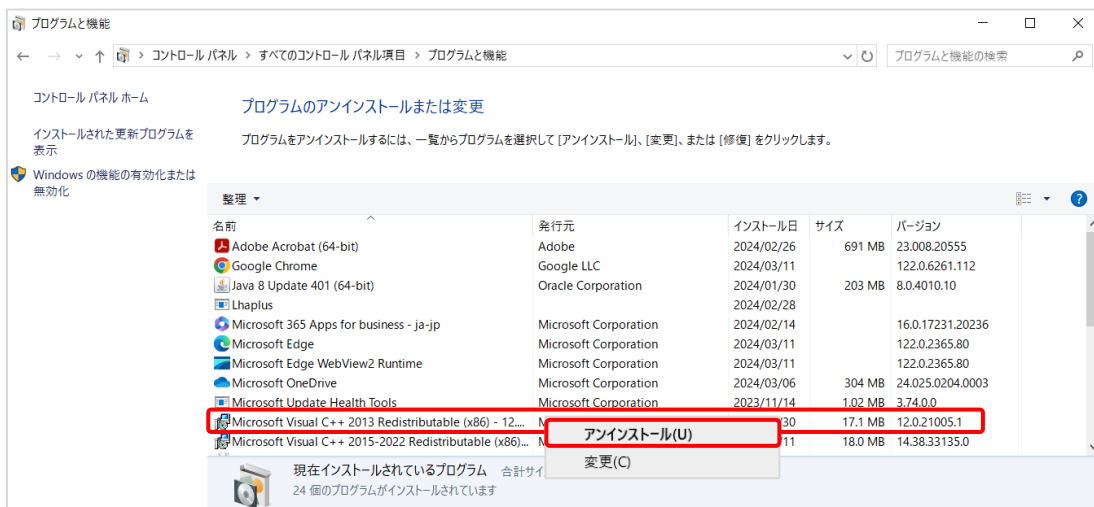 プログラムと機能
コントロール パネル > すべてのコントロール パネル項目 > プログラムと機能
プログラムと機能の検索
コントロール パネル ホーム
インストールされた更新プログラムを
表示
Windows の機能の有効化または
無効化
プログラムのアンインストールまたは変更
プログラムをアンインストールするには、一覧からプログラムを選択して [アンインストール]、[変更]、または [修復] をクリックします。
整理
名前 発行元 インストール日 サイズ バージョン
Adobe Acrobat (64-bit) Adobe 2024/02/26 691 MB 23.008.20555
Google Chrome Google LLC 2024/03/11 122.0.6261.112
Java 8 Update 401 (64-bit) Oracle Corporation 2024/01/30 203 MB 8.0.4010.10
Lhaplus 2024/02/28
Microsoft 365 Apps for business - ja-jp Microsoft Corporation 2024/02/14 16.0.17231.20236
Microsoft Edge Microsoft Corporation 2024/03/11 122.0.2365.80
Microsoft Edge WebView2 Runtime Microsoft Corporation 2024/03/11 122.0.2365.80
Microsoft OneDrive Microsoft Corporation 2024/03/06 304 MB 24.025.0204.0003
Microsoft Update Health Tools Microsoft Corporation 2023/11/14 1.02 MB 3.74.0.0
Microsoft Visual C++ 2013 Redistributable (x86) - 12.... /30 17.1 MB 12.0.21005.1
Microsoft Visual C++ 2015-2022 Redistributable (x86)... /11 18.0 MB 14.38.33135.0
アンインストール(U)
変更(C)
現在インストールされているプログラム 合計サイ
24 個のプログラムがインストールされています